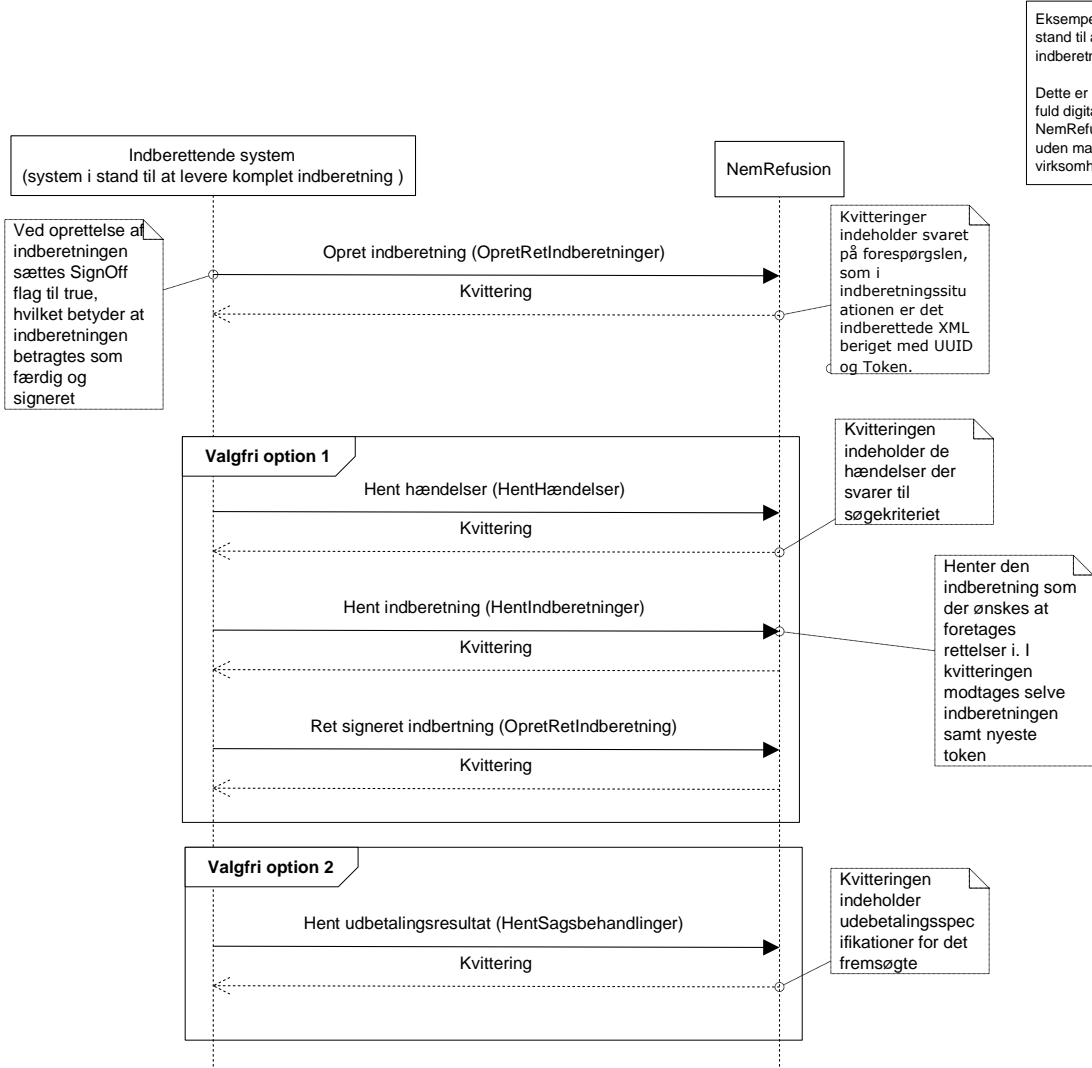 Eksempe
stand til a
indberetn
Dette er
fuld digita
NemRefu
uden ma
virksomh
Indberettende system
(system i stand til at levere komplet indberetning )
NemRefusion
Ved oprettelse af
indberetningen
sættes SignOff
flag til true,
hvilket betyder at
indberetningen
betragtes som
færdig og
signeret
Opret indberetning (OpretRetIndberetninger)
Kvittering
Kvitteringer
indeholder svaret
på forespørgslen,
som i
indberetningssitu
ationen er det
indberettede XML
beriget med UUID
og Token.
Valgfri option 1
Hent hændelser (HentHændelser)
Kvittering
Kvitteringen
indeholder de
hændelser der
svarer til
søgekriteriet
Hent indberetning (HentIndberetninger)
Kvittering
Henter den
indberetning som
der ønskes at
foretages
rettelser i. I
kvitteringen
modtages selve
indberetningen
samt nyeste
token
Ret signeret indbertning (OpretRetIndberetning)
Kvittering
Valgfri option 2
Hent udbetalingsresultat (HentSagsbehandlinger)
Kvittering
Kvitteringen
indeholder
udebetalingsspec
ifikationer for det
fremsøgte